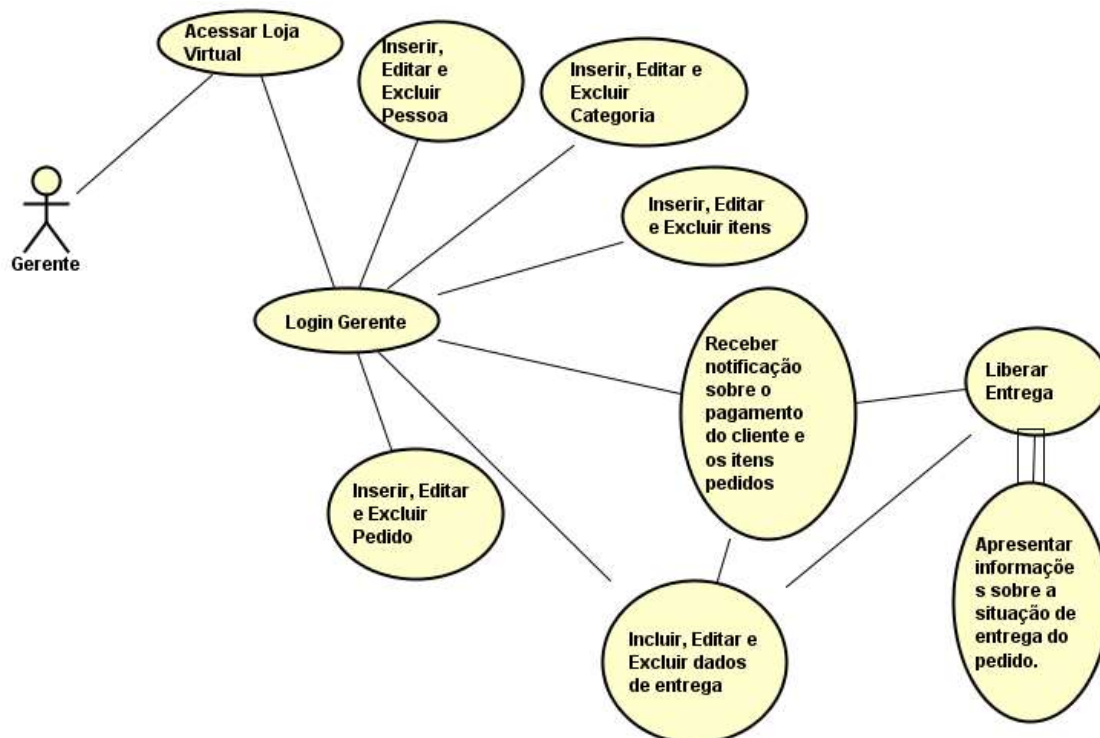 Acessar Loja
Virtual
Inserir,
Editar e
Excluir
Pessoa
Inserir, Editar e
Excluir
Categoria
Inserir, Editar
e Excluir itens
Gerente
Login Gerente
Receber
notificação
sobre o
pagamento
do cliente e
os itens
pedidos
Liberar
Entrega
Inserir, Editar
e Excluir
Pedido
Apresentar
informaçõe
s sobre a
situação de
entrega do
pedido.
Incluir, Editar e
Excluir dados
de entrega